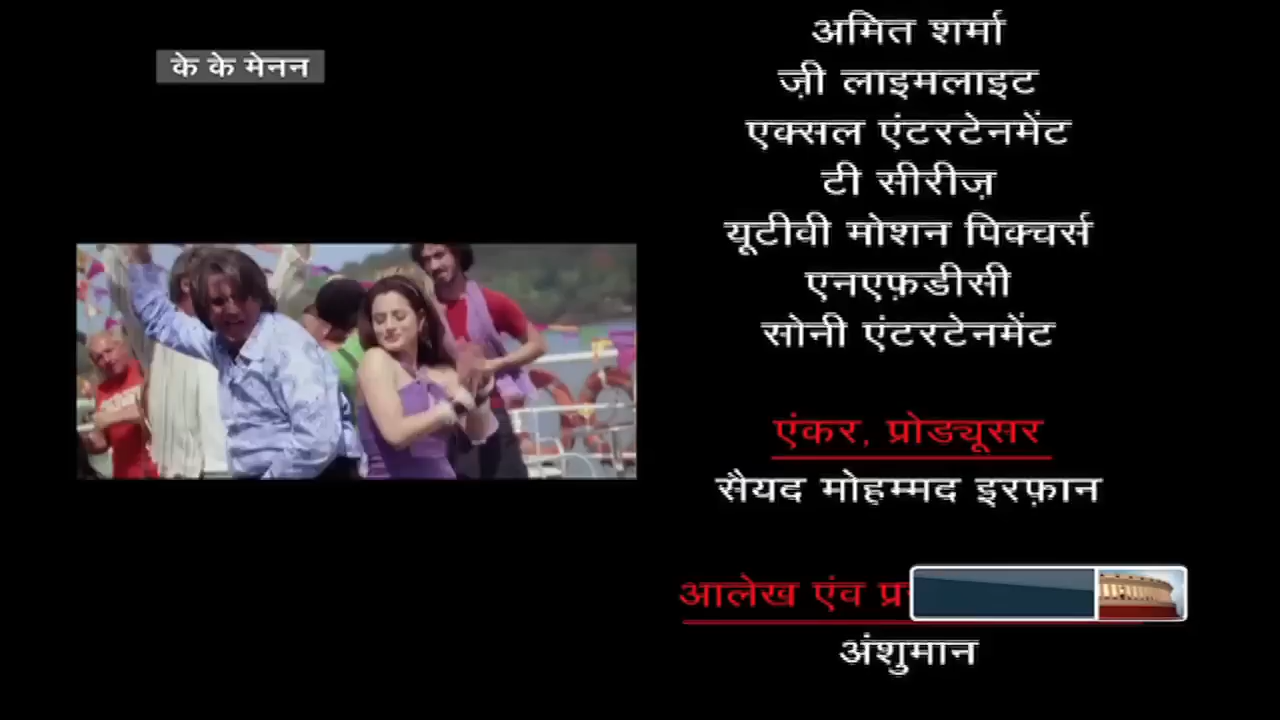 के के मेनन
अमित शर्मा
ज़ी लाइमलाइट
एक्सल एंटरटेनमेंट
टी सीरीज़
यूटीवी मोशन पिक्चर्स
एनएफ़डीसी
सोनी एंटरटेनमेंट
एंकर, प्रोड्यूसर
सैयद मोहम्मद इरफ़ान
आलेख एंव
अंशुमान